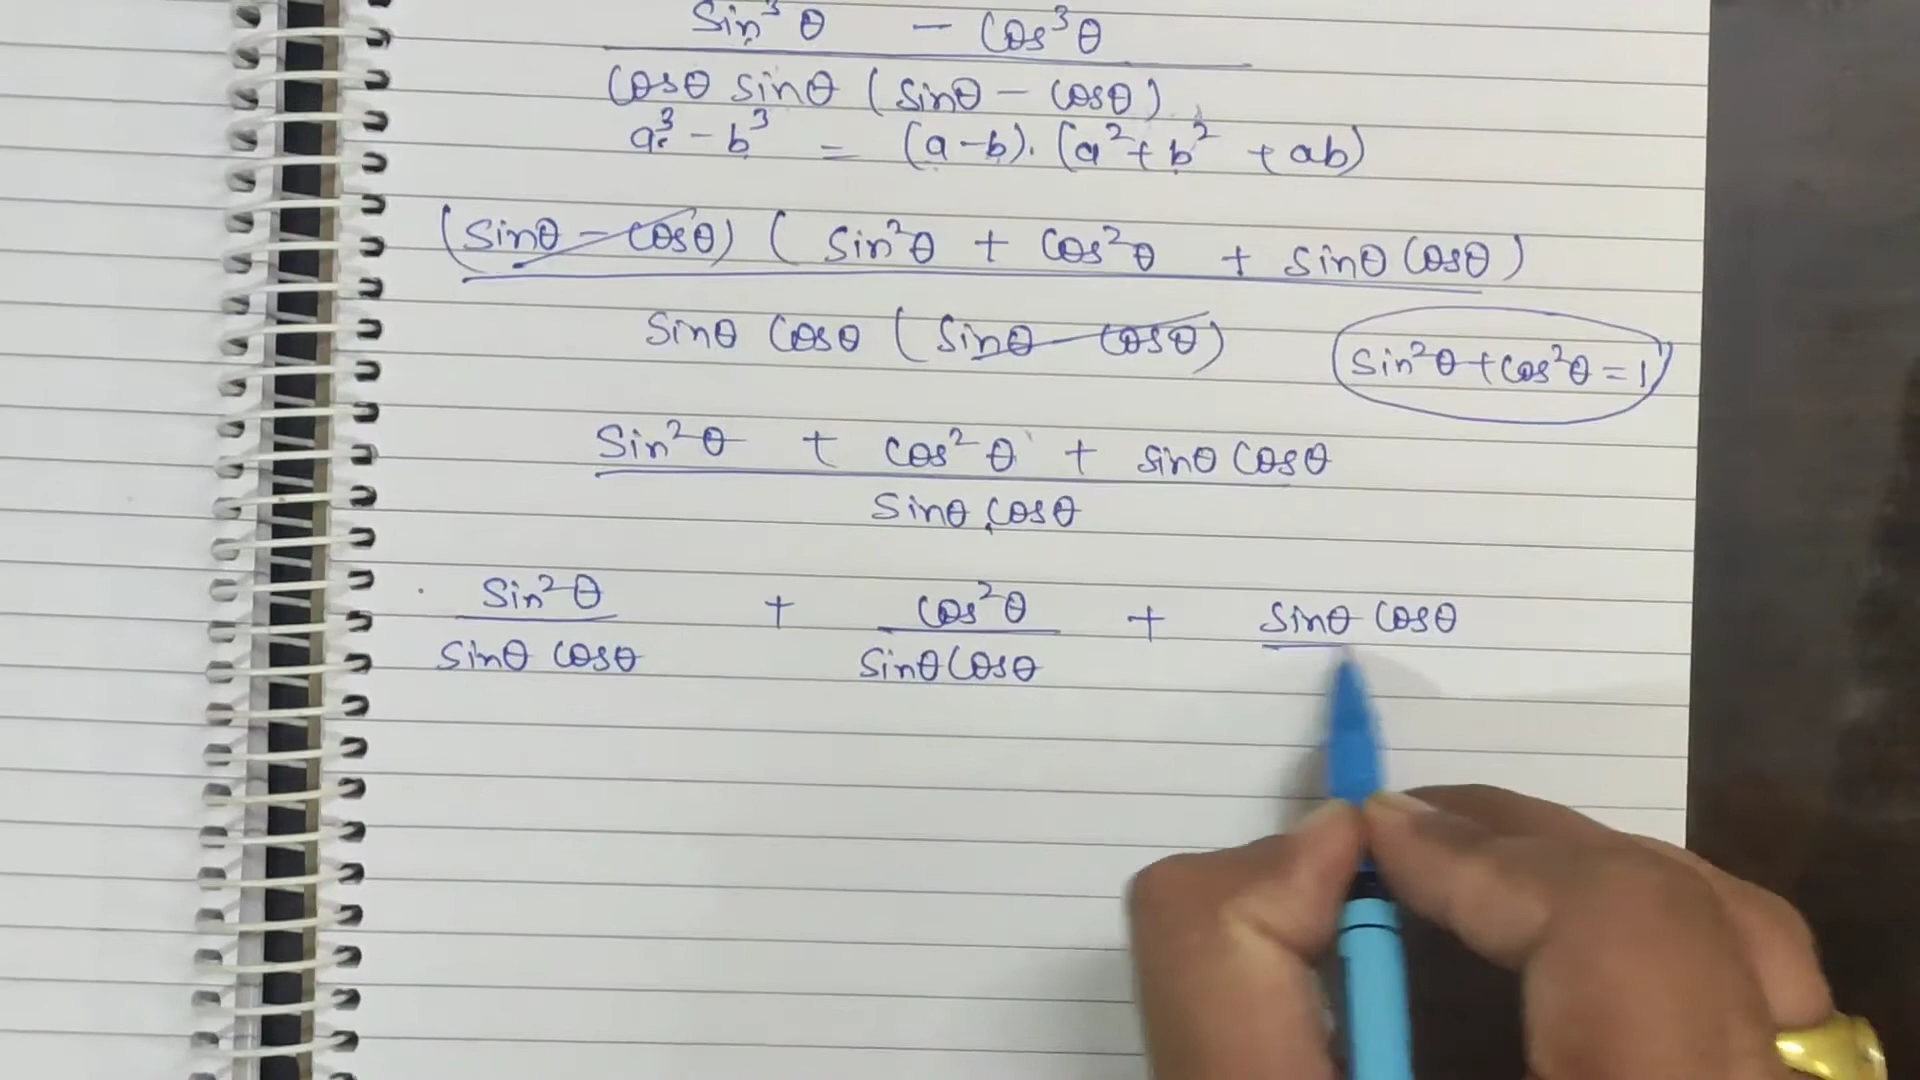 Sin³θ - Cos³θ
Cosθ sinθ (sinθ - cosθ)
a³ - b³ = (a-b). (a² + b² + ab)
(sinθ - cosθ) ( Sin²θ + Cos²θ + sinθ Cosθ )
Sinθ Cosθ ( Sinθ - Cosθ )
Sin²θ + Cos²θ = 1
Sin²θ + Cos²θ + sinθ Cosθ
Sinθ Cosθ
Sin²θ + Cos²θ + Sinθ Cosθ
Sinθ Cosθ Sinθ Cosθ